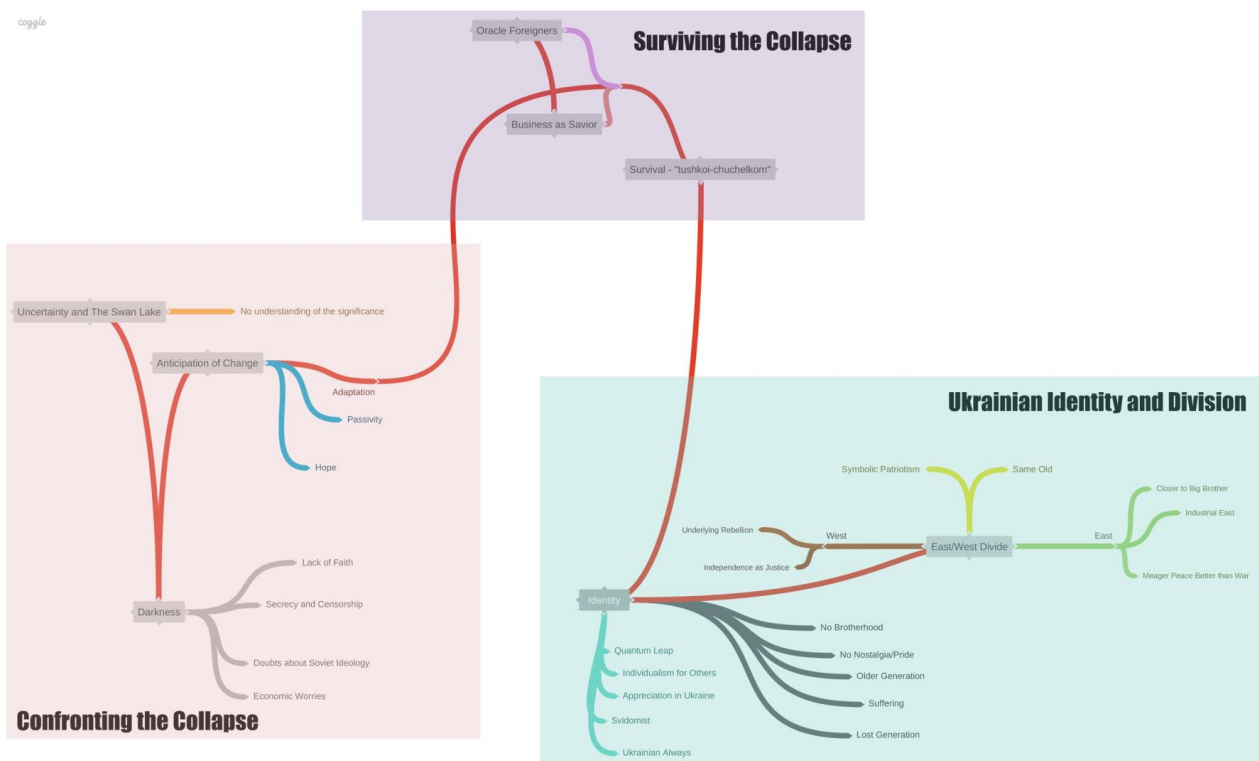 coggle
Surviving the Collapse
Oracle Foreigners
Business as Savior
Survival - "tushkoi-chuchelkom"
Uncertainty and The Swan Lake
No understanding of the significance
Anticipation of Change
Adaptation
Passivity
Hope
Darkness
Lack of Faith
Secrecy and Censorship
Doubts about Soviet Ideology
Economic Worries
Confronting the Collapse
Ukrainian Identity and Division
Symbolic Patriotism
Same Old
Underlying Rebellion
West
Independence as Justice
East/West Divide
East
Closer to Big Brother
Industrial East
Meager Peace Better than War
Identity
No Brotherhood
No Nostalgia/Pride
Older Generation
Suffering
Lost Generation
Quantum Leap
Individualism for Others
Appreciation in Ukraine
Svidomist
Ukrainian Always